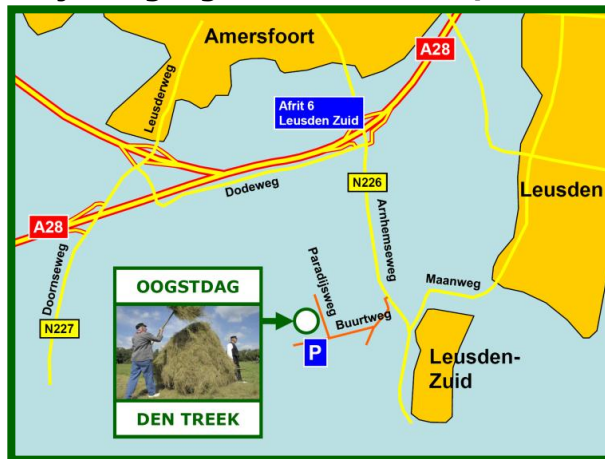 Amersfoort
A28
Leusderweg
Afrit 6
Leusden Zuid
Dodeweg
N226
Leusden
A28
Doornseweg
Arnhemseweg
Paradijsweg
Maanweg
OOGSTDAG
Buurtweg
N227
P
Leusden-
Zuid
DEN TREEK